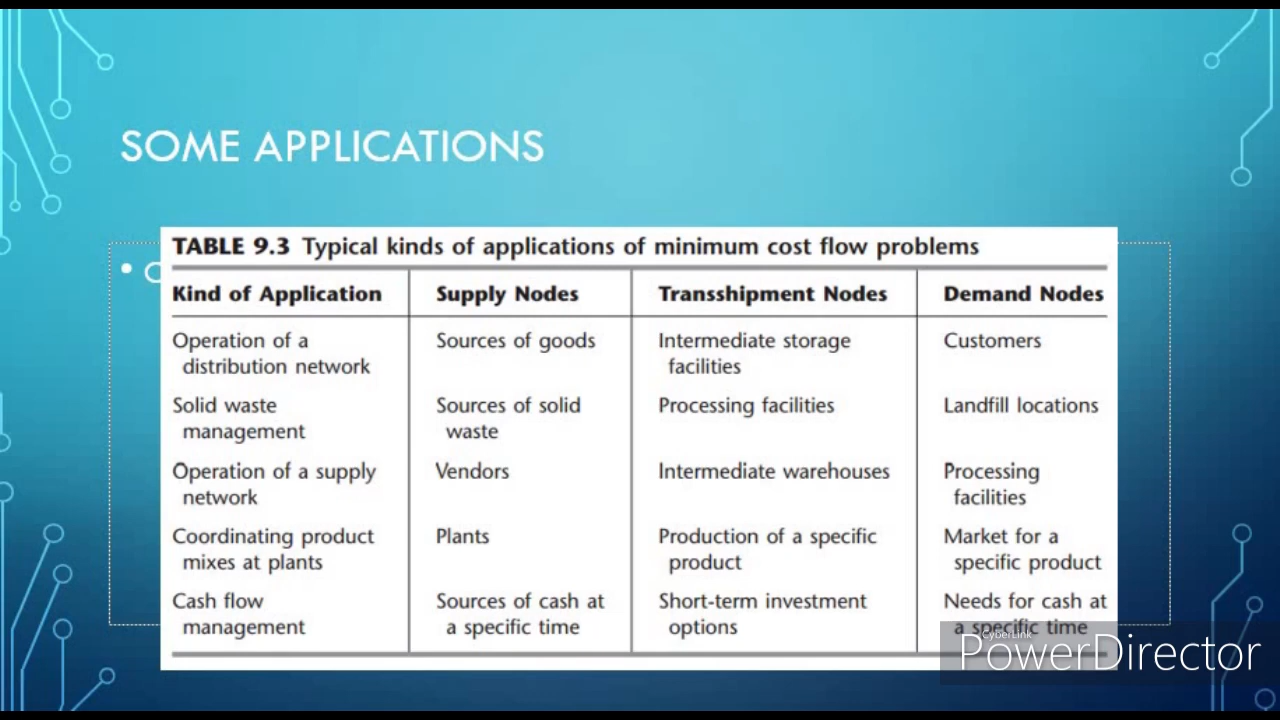 SOME APPLICATIONS
TABLE 9.3 Typical kinds of applications of minimum cost flow problems
Kind of Application Supply Nodes Transshipment Nodes Demand Nodes
Operation of a Sources of goods Intermediate storage Customers
distribution network facilities
Solid waste Sources of solid Processing facilities Landfill locations
management waste
Operation of a supply Vendors Intermediate warehouses Processing
network facilities
Coordinating product Plants Production of a specific Market for a
mixes at plants product specific product
Cash flow Sources of cash at Short-term investment Needs for cash at
management a specific time options a specific time
CyberLink
PowerDirector